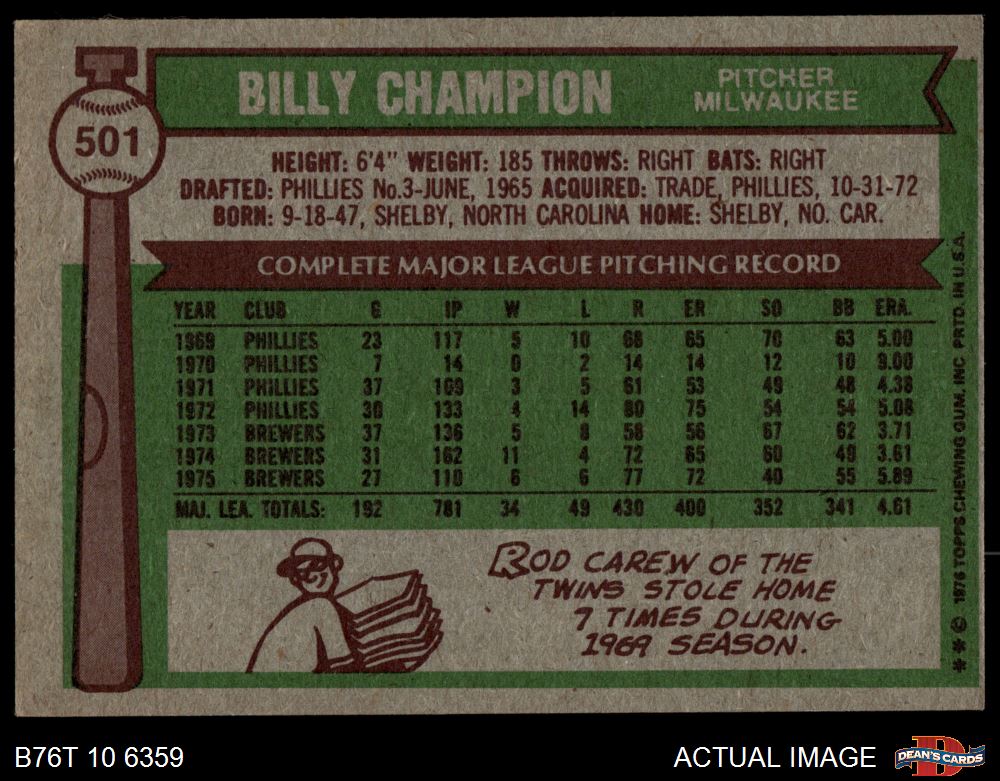 501
BILLY CHAMPION
PITCHER
MILWAUKEE
HEIGHT: 6'4" WEIGHT: 185 THROWS: RIGHT BATS: RIGHT
DRAFTED: PHILLIES No.3-JUNE, 1965 ACQUIRED: TRADE, PHILLIES, 10-31-72
BORN: 9-18-47, SHELBY, NORTH CAROLINA HOME: SHELBY, NO. CAR.
COMPLETE MAJOR LEAGUE PITCHING RECORD
YEAR CLUB G IP W L R ER SO BB ERA.
1969 PHILLIES 23 117 5 10 68 65 70 63 5.00
1970 PHILLIES 7 14 0 2 14 14 12 10 9.00
1971 PHILLIES 37 109 3 5 61 53 49 48 4.38
1972 PHILLIES 30 133 4 14 80 75 54 54 5.08
1973 BREWERS 37 136 5 8 58 56 67 62 3.71
1974 BREWERS 31 162 11 4 72 65 60 49 3.61
1975 BREWERS 27 110 6 6 77 72 40 55 5.89
MAJ. LEA. TOTALS: 192 781 34 49 430 400 352 341 4.61
ROD CAREW OF THE
TWINS STOLE HOME
7 TIMES DURING
1969 SEASON.
** © 1976 TOPPS CHEWING GUM, INC. PRTD. IN U.S.A.
B76T 10 6359
ACTUAL IMAGE
DEAN'S CARDS